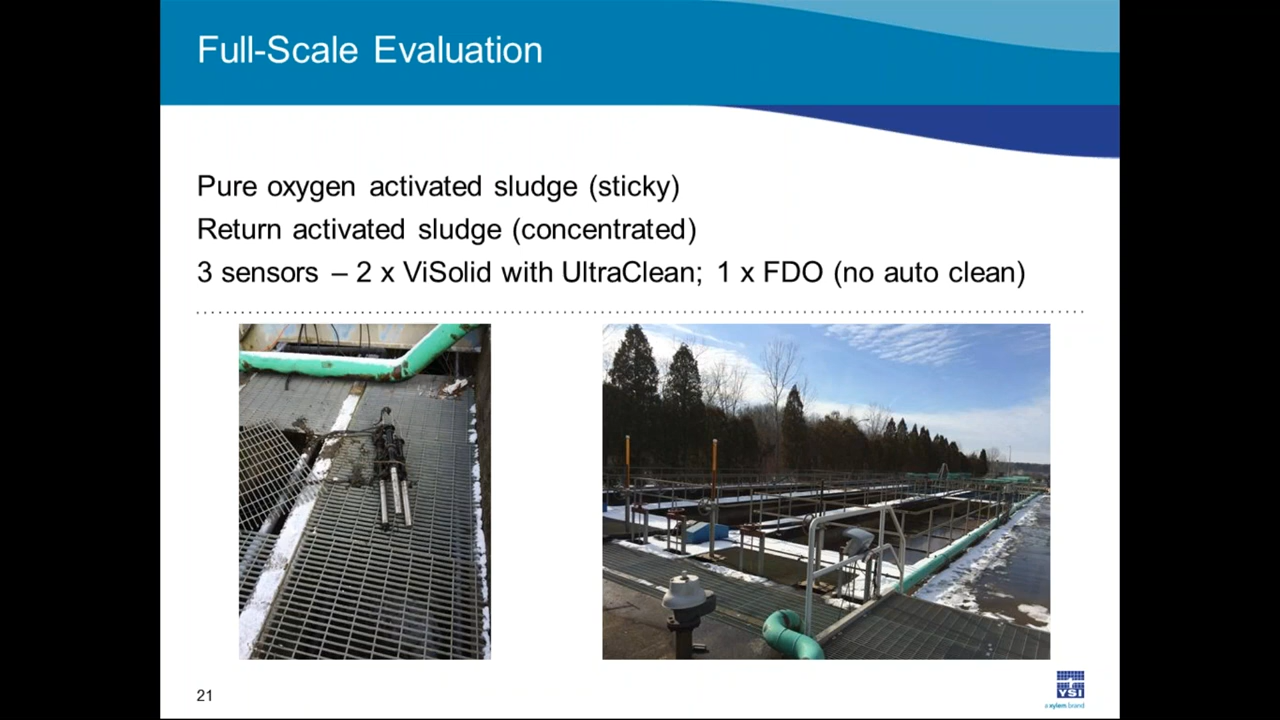 Full-Scale Evaluation
Pure oxygen activated sludge (sticky)
Return activated sludge (concentrated)
3 sensors – 2 x ViSolid with UltraClean; 1 x FDO (no auto clean)
21
YSI
a xylem brand